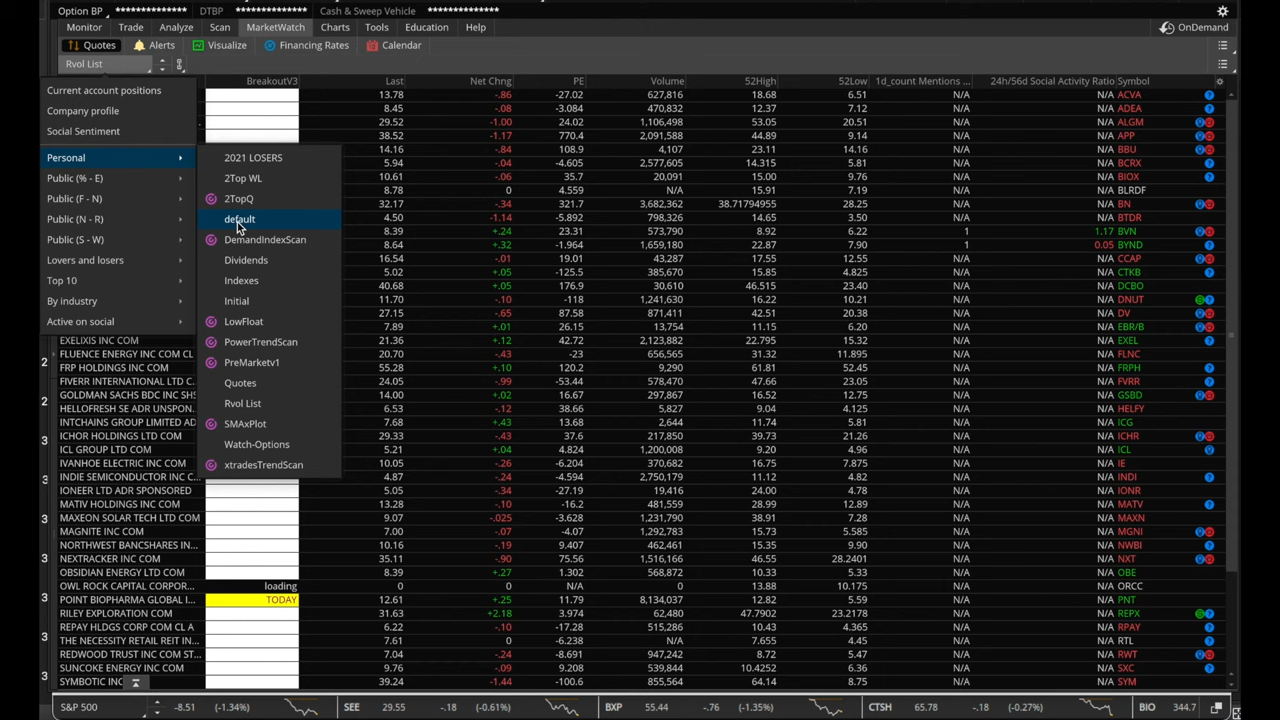 Option BP ************** DTBP ************** Cash & Sweep Vehicle **************
Monitor Trade Analyze Scan MarketWatch Charts Tools Education Help OnDemand
Quotes Alerts Visualize Financing Rates Calendar
Rvol List
BreakoutV3 Last Net Chng PE Volume 52High 52Low 1d_count Mentions ... 24h/56d Social Activity Ratio Symbol
Current account positions
Company profile
Social Sentiment
Personal
Public (% - E)
Public (F - N)
Public (N - R)
Public (S - W)
Lovers and losers
Top 10
By industry
Active on social
2021 LOSERS
2Top WL
2TopQ
default
DemandIndexScan
Dividends
Indexes
Initial
LowFloat
PowerTrendScan
PreMarketv1
Quotes
Rvol List
SMAxPlot
Watch-Options
xtradesTrendScan
13.78 -.86 -27.02 627,816 18.68 6.51 N/A N/A ACVA
8.45 -.08 -3.084 470,832 12.37 7.12 N/A N/A ADEA
29.52 -1.00 24.02 1,106,498 53.05 20.51 N/A N/A ALGM
38.52 -1.17 770.4 2,091,588 44.89 9.14 N/A N/A APP
14.16 -.84 108.9 4,107 23.11 14.16 N/A N/A BBU
5.94 -.04 -4.605 2,577,605 14.315 5.81 N/A N/A BCRX
10.61 -.06 35.7 20,091 15.00 9.76 N/A N/A BIOX
8.78 0 4.559 N/A 15.91 7.19 N/A N/A BLRDF
32.17 -.34 321.7 3,682,362 38.71794955 28.25 N/A N/A BN
4.50 -1.14 -5.892 798,326 14.65 3.50 N/A N/A BTDR
8.39 +.24 23.31 573,790 8.92 6.22 1 1.17 BVN
8.64 +.32 -1.964 1,659,180 22.87 7.90 1 0.05 BYND
16.54 -.01 19.01 43,257 17.55 12.55 N/A N/A CCAP
5.02 +.05 -125.5 385,670 15.85 4.825 N/A N/A CTKB
40.68 +.05 176.9 30,610 46.515 23.41 N/A N/A DCBO
11.70 -.10 -118 1,241,630 16.22 10.21 N/A N/A DNUT
27.15 -.65 87.58 871,411 42.51 20.38 N/A N/A DV
7.89 +.01 26.15 13,754 9.20 6.79 N/A N/A EBR/B
EXELIXIS INC COM 21.36 +.12 42.72 2,123,882 22.795 15.32 N/A N/A EXEL
2 FLUENCE ENERGY INC COM CL 20.70 -.43 -23 656,565 31.32 11.895 N/A N/A FLNC
FRP HOLDINGS INC COM 55.28 +.10 120.2 9,290 61.81 52.45 N/A N/A FRPH
FIVERR INTERNATIONAL LTD C... 24.05 -.99 -53.44 578,470 47.66 23.05 N/A N/A FVRR
2 GOLDMAN SACHS BDC INC SHS 14.00 +.02 16.67 297,867 16.52 12.75 N/A N/A GSBD
HELLOFRESH SE ADR UNSPON... 6.53 -.12 38.66 5,827 9.04 4.125 N/A N/A HELFY
INTCHAINS GROUP LIMITED AD... 7.68 +.43 13.68 2,644 11.74 6.00 N/A N/A ICG
3 ICHOR HOLDINGS LTD COM 29.33 -.43 37.6 217,850 39.28 21.26 N/A N/A ICHR
ICL GROUP LTD COM 5.21 +.04 4.824 1,200,008 9.46 5.00 N/A N/A ICL
IVANHOE ELECTRIC INC COM 10.05 -.26 -9.306 370,682 16.75 7.875 N/A N/A IE
3 INDIE SEMICONDUCTOR INC C... 4.87 -.24 -4.594 2,750,179 11.12 4.74 N/A N/A INDI
IONEER LTD ADR SPONSORED 5.05 -.34 -27.19 19,416 24.00 4.78 N/A N/A IONR
MATIV HOLDINGS INC COM 13.28 -.10 -16.2 481,559 28.99 12.76 N/A N/A MATV
3 MAXEON SOLAR TECH LTD COM 9.07 -.025 -3.628 1,231,790 38.91 7.28 N/A N/A MAXN
MAGNITE INC COM 7.00 -.07 -4.07 1,292,783 15.73 5.585 N/A N/A MGNI
NORTHWEST BANCSHARES IN... 10.16 -.19 9.407 462,461 15.35 9.90 N/A N/A NWBI
3 NEXTRACKER INC COM 35.11 -.90 75.56 1,516,166 46.55 28.2401 N/A N/A NXT
OBSIDIAN ENERGY LTD COM 8.39 +.27 1.302 568,872 10.33 5.33 N/A N/A OBE
OWL ROCK CAPITAL CORPOR... loading 0 0 N/A 0 13.88 10.175 N/A N/A ORCC
3 POINT BIOPHARMA GLOBAL I... TODAY 12.61 +.25 11.79 8,134,037 12.82 5.59 N/A N/A PNT
RILEY EXPLORATION COM 31.63 +2.18 3.974 62,480 47.7902 23.2178 N/A N/A REPX
REPAY HLDGS CORP COM CL A 6.22 -.10 -17.28 515,286 13.04 6.05 N/A N/A RPAY
3 THE NECESSITY RETAIL REIT IN... 7.61 0 -6.238 N/A 7.655 4.45 N/A N/A RTL
REDWOOD TRUST INC COM SH... 7.04 -.24 -8.691 947,242 8.72 5.47 N/A N/A RWT
SUNCOKE ENERGY INC COM 9.76 -.09 9.208 539,844 10.4252 6.36 N/A N/A SXC
3 SYMBOTIC INC COM 39.24 -1.44 -100.6 855,564 64.14 8.75 N/A N/A SYM
S&P 500 -8.51 (-1.34%) SEE 29.55 -.18 (-0.61%) BXP 55.44 -.76 (-1.35%) CTSH 65.78 -.18 (-0.27%) BIO 344.7